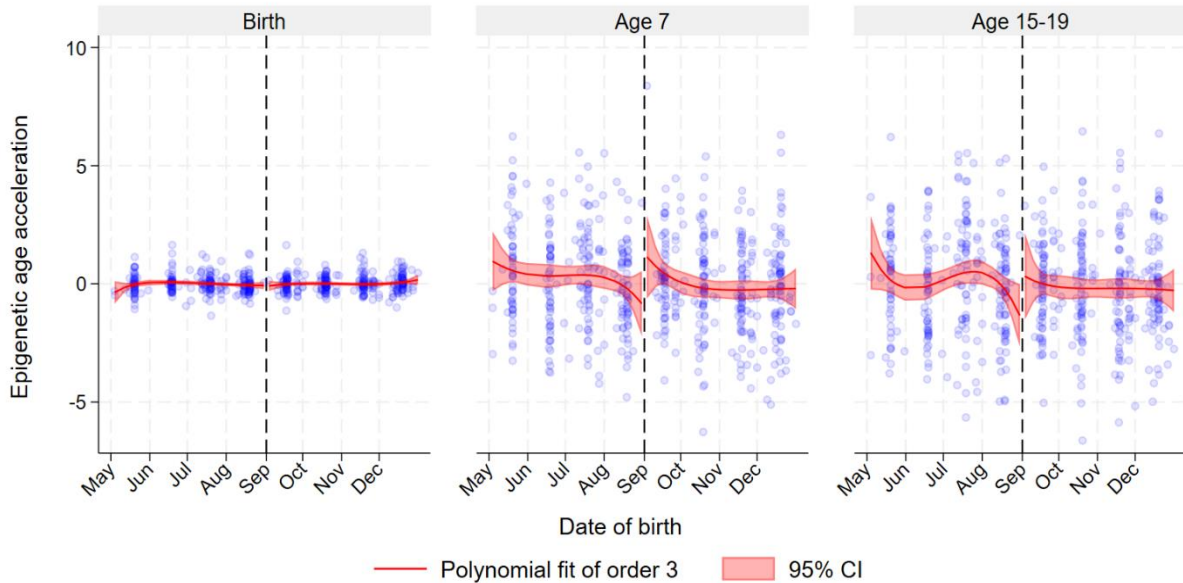 Birth
Age 7
Age 15-19
Epigenetic age acceleration
10
5
0
-5
May Jun Jul Aug Sep Oct Nov Dec
May Jun Jul Aug Sep Oct Nov Dec
May Jun Jul Aug Sep Oct Nov Dec
Date of birth
Polynomial fit of order 3
95% CI